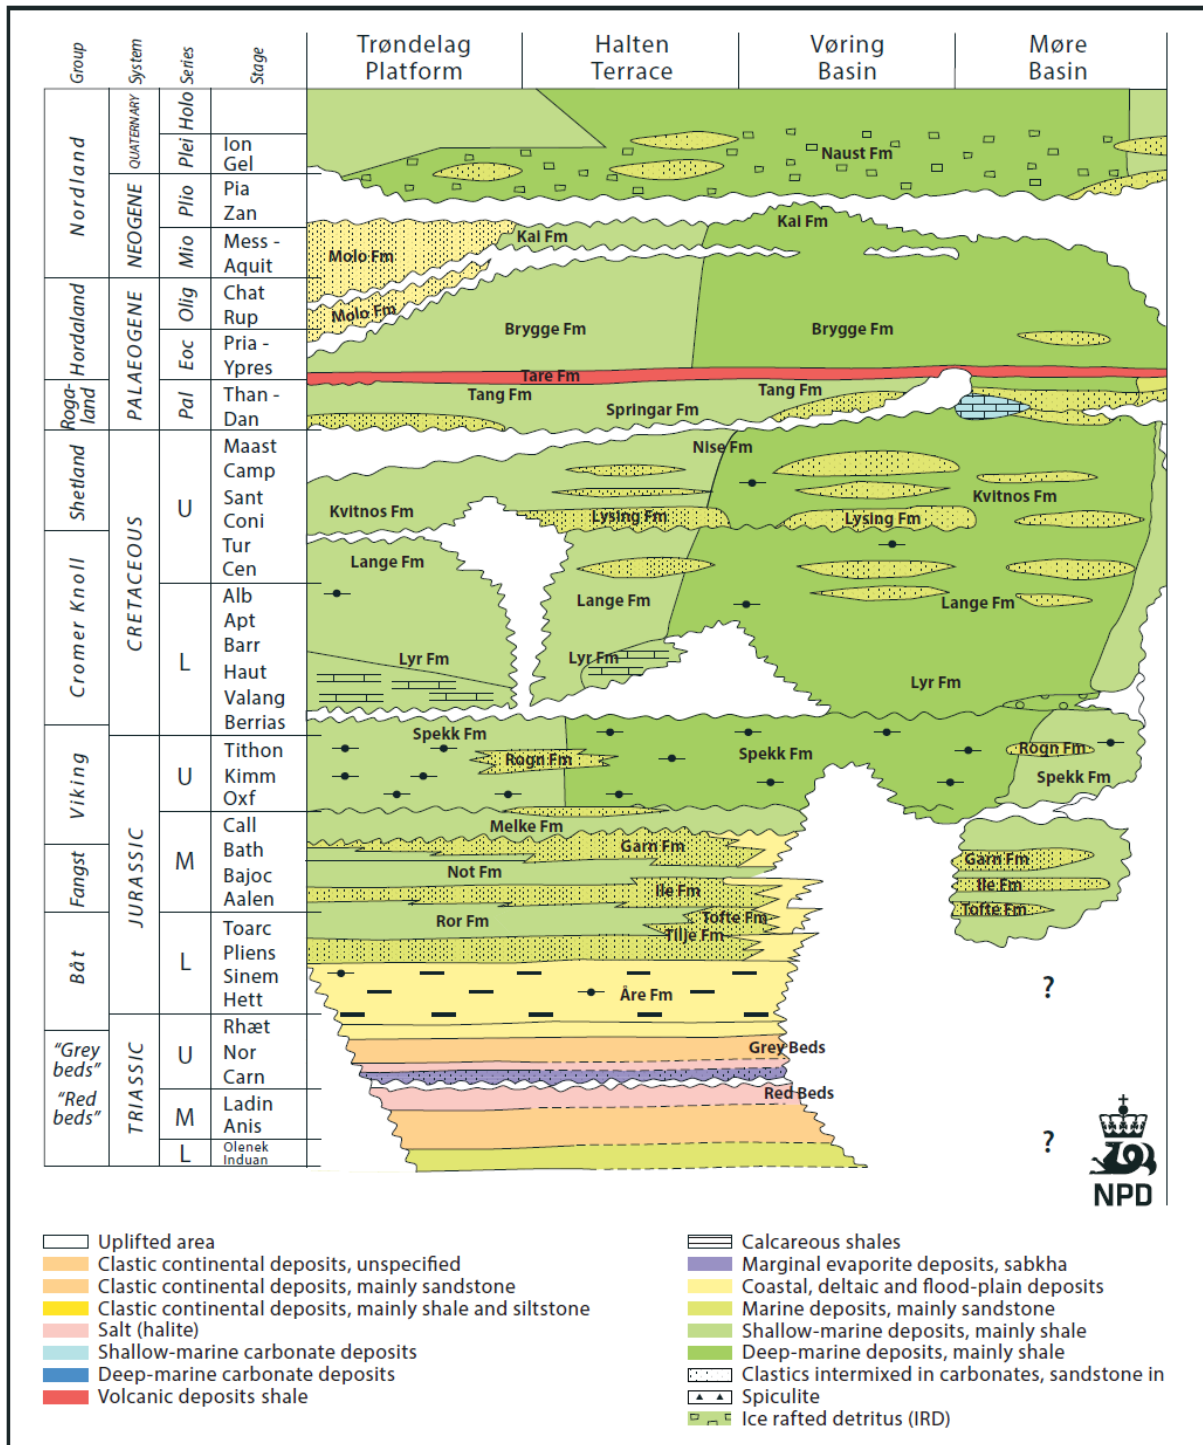 Group
System
Series
Stage
Trøndelag
Platform
Halten
Terrace
Vøring
Basin
Møre
Basin
Nordland
Hordaland
Roga-
land
Shetland
Cromer Knoll
Viking
Fangst
Båt
"Grey
beds"
"Red
beds"
QUATERNARY
NEOGENE
PALAEOGENE
CRETACEOUS
JURASSIC
TRIASSIC
Holo
Plei
Plio
Mio
Olig
Eoc
Pal
U
L
U
M
L
U
M
L
Ion
Gel
Pia
Zan
Mess -
Aquit
Chat
Rup
Pria -
Ypres
Than -
Dan
Maast
Camp
Sant
Coni
Tur
Cen
Alb
Apt
Barr
Haut
Valang
Berrias
Tithon
Kimm
Oxf
Call
Bath
Bajoc
Aalen
Toarc
Pliens
Sinem
Hett
Rhæt
Nor
Carn
Ladin
Anis
Olenek
Induan
Naust Fm
Kai Fm
Kai Fm
Molo Fm
Molo Fm
Brygge Fm
Brygge Fm
Tare Fm
Tang Fm
Tang Fm
Springar Fm
Nise Fm
Kvitnos Fm
Kvitnos Fm
Lysing Fm
Lysing Fm
Lange Fm
Lange Fm
Lange Fm
Lyr Fm
Lyr Fm
Lyr Fm
Spekk Fm
Rogn Fm
Spekk Fm
Rogn Fm
Spekk Fm
Melke Fm
Garn Fm
Garn Fm
Not Fm
Ile Fm
Ile Fm
Tofte Fm
Tofte Fm
Ror Fm
Tilje Fm
Åre Fm
?
Grey Beds
Red Beds
?
NPD
Uplifted area
Clastic continental deposits, unspecified
Clastic continental deposits, mainly sandstone
Clastic continental deposits, mainly shale and siltstone
Salt (halite)
Shallow-marine carbonate deposits
Deep-marine carbonate deposits
Volcanic deposits shale
Calcareous shales
Marginal evaporite deposits, sabkha
Coastal, deltaic and flood-plain deposits
Marine deposits, mainly sandstone
Shallow-marine deposits, mainly shale
Deep-marine deposits, mainly shale
Clastics intermixed in carbonates, sandstone in
Spiculite
Ice rafted detritus (IRD)